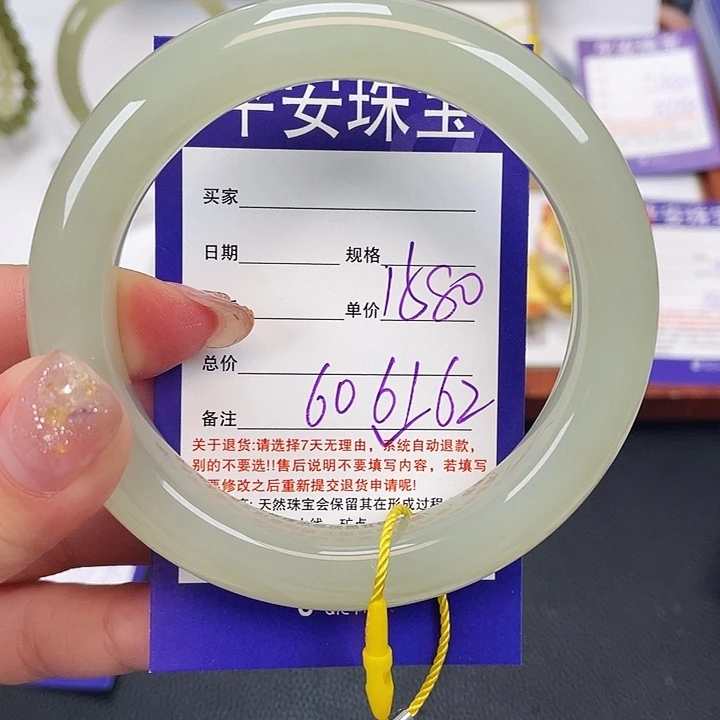 平安珠宝
买家
日期 规格
单价 1580
总价
备注 60 61 62
关于退货:请选择7天无理由，系统自动退款，
别的不要选!!售后说明不要填写内容，若填写
要修改之后重新提交退货申请呢!
天然珠宝会保留其在形成过程
矿点